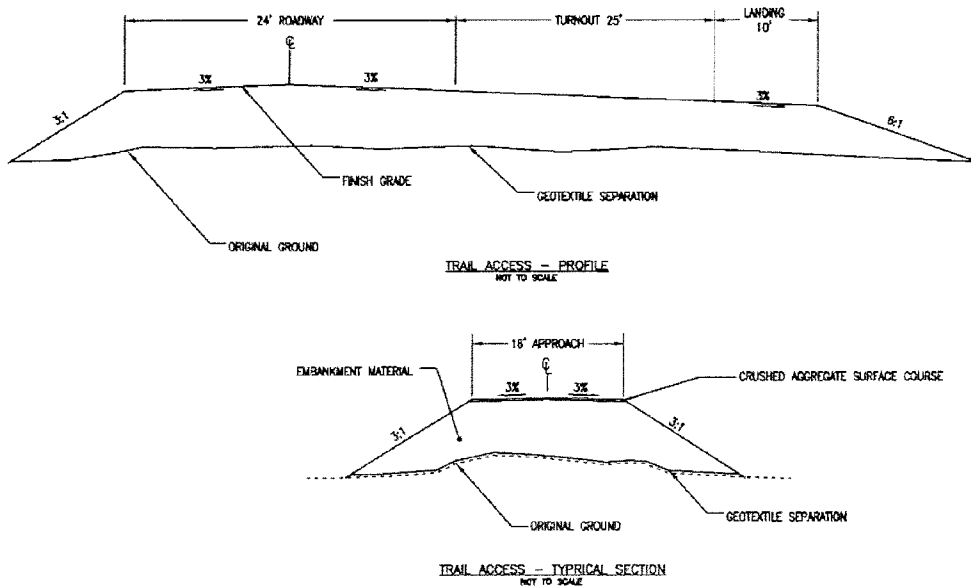 24' ROADWAY
TURNOUT 25'
LANDING
10'
℄
3%
3%
3%
3:1
6:1
FINISH GRADE
GEOTEXTILE SEPARATION
ORIGINAL GROUND
TRAIL ACCESS - PROFILE
NOT TO SCALE
18' APPROACH
℄
EMBANKMENT MATERIAL
CRUSHED AGGREGATE SURFACE COURSE
3%
3%
3:1
3:1
ORIGINAL GROUND
GEOTEXTILE SEPARATION
TRAIL ACCESS - TYPRICAL SECTION
NOT TO SCALE